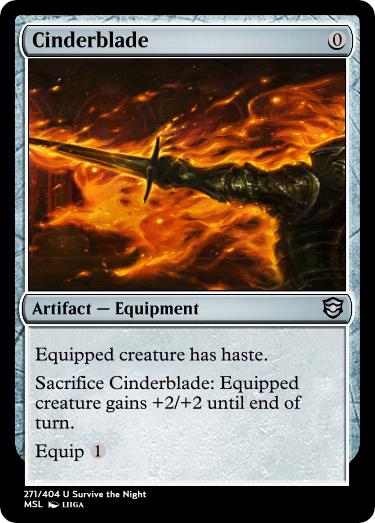 Cinderblade 0
Artifact — Equipment
Equipped creature has haste.
Sacrifice Cinderblade: Equipped
creature gains +2/+2 until end of
turn.
Equip 1
271/404 U Survive the Night
MSL LIIGA